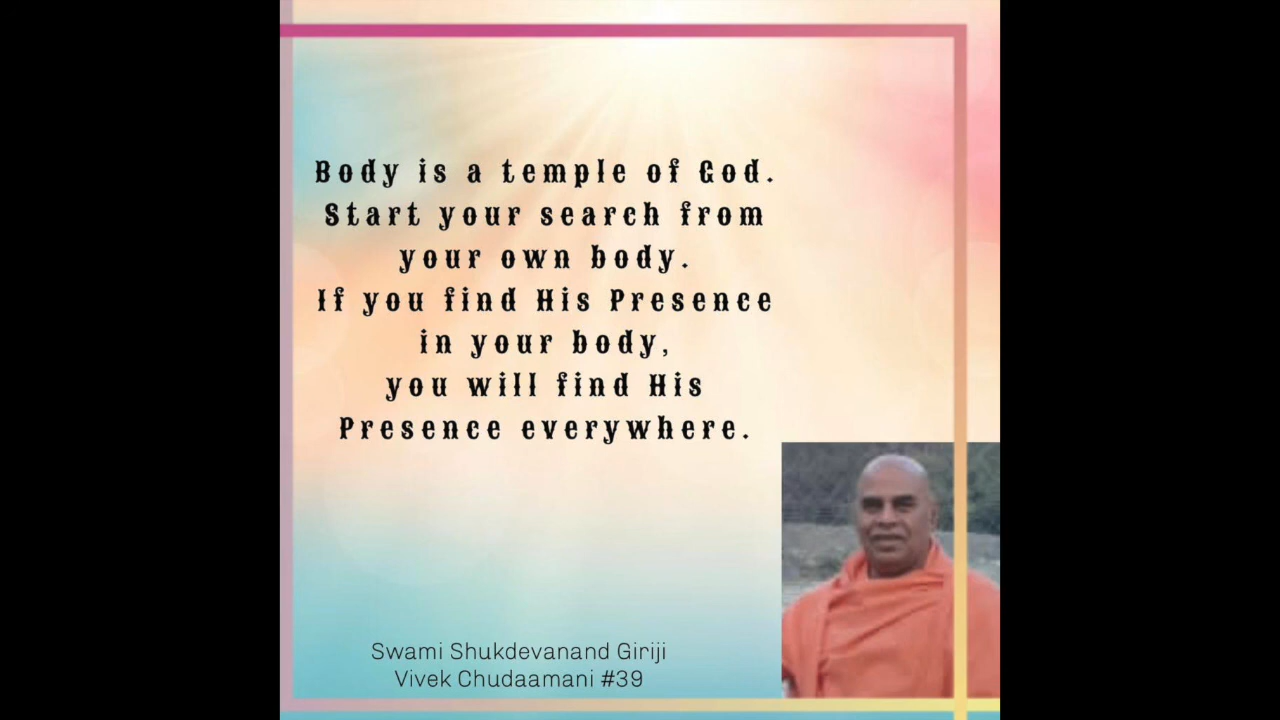 Body is a temple of God.
Start your search from
your own body.
If you find His Presence
in your body,
you will find His
Presence everywhere.
Swami Shukdevanand Giriji
Vivek Chudaamani #39